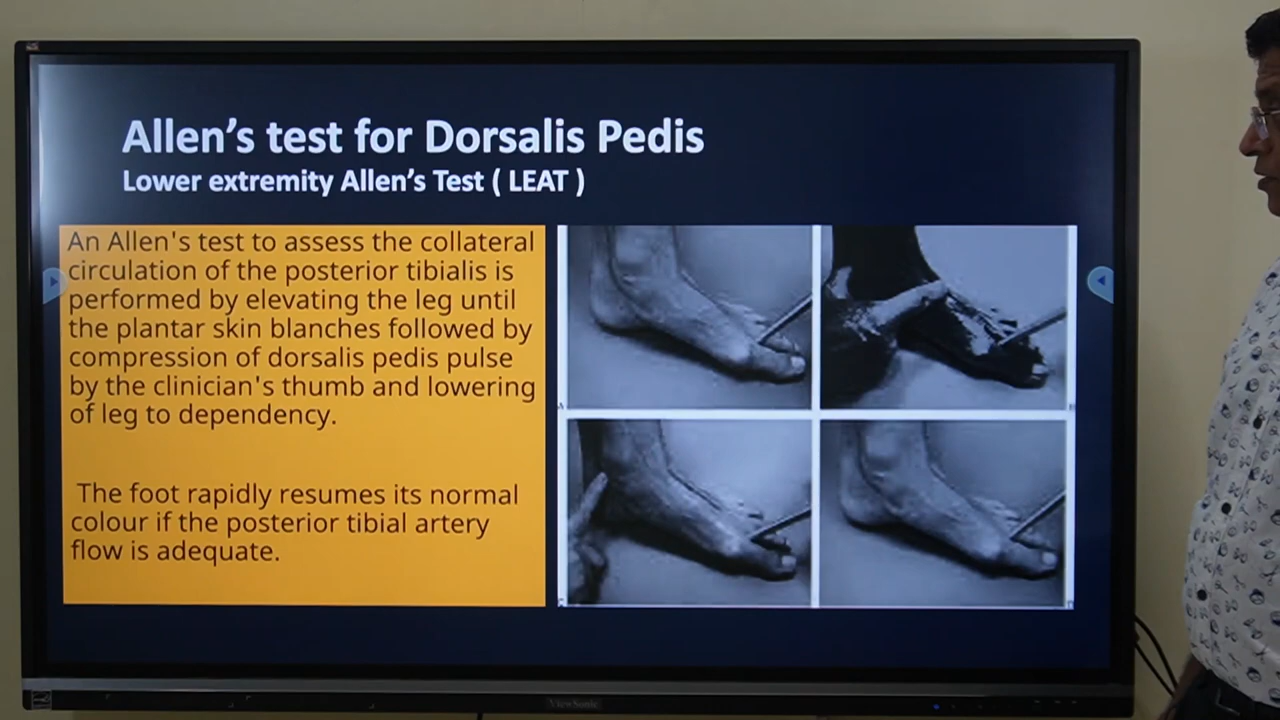 Allen’s test for Dorsalis Pedis
Lower extremity Allen’s Test ( LEAT )
An Allen's test to assess the collateral
circulation of the posterior tibialis is
performed by elevating the leg until
the plantar skin blanches followed by
compression of dorsalis pedis pulse
by the clinician's thumb and lowering
of leg to dependency.
The foot rapidly resumes its normal
colour if the posterior tibial artery
flow is adequate.
ViewSonic